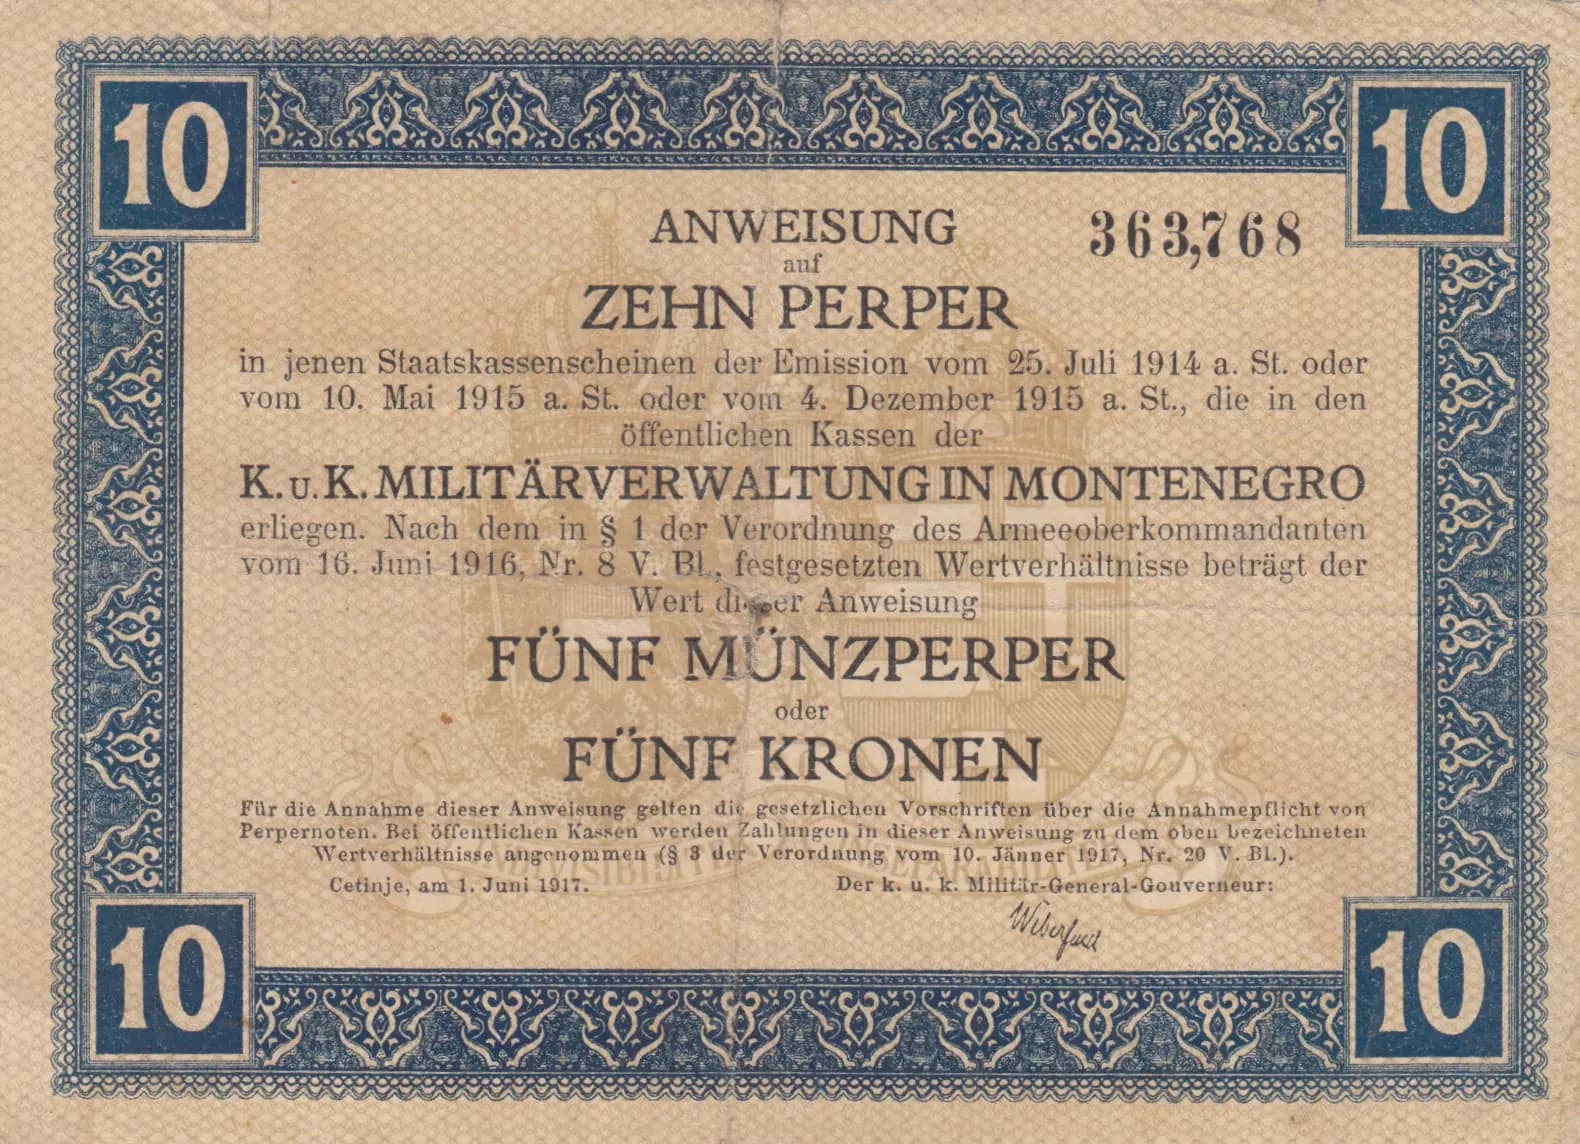 10
10
ANWEISUNG
363,768
auf
ZEHN PERPER
in jenen Staatskassenscheinen der Emission vom 25. Juli 1914 a. St. oder
vom 10. Mai 1915 a. St. oder vom 4. Dezember 1915 a. St., die in den
öffentlichen Kassen der
K. u. K. MILITÄRVERWALTUNG IN MONTENEGRO
erliegen. Nach dem in § 1 der Verordnung des Armeeoberkommandanten
vom 16. Juni 1916, Nr. 8 V. Bl., festgesetzten Wertverhältnisse beträgt der
Wert dieser Anweisung
FÜNF MÜNZPERPER
oder
FÜNF KRONEN
Für die Annahme dieser Anweisung gelten die gesetzlichen Vorschriften über die Annahmepflicht von
Perpernoten. Bei öffentlichen Kassen werden Zahlungen in dieser Anweisung zu dem oben bezeichneten
Wertverhältnisse angenommen (§ 3 der Verordnung vom 10. Jänner 1917, Nr. 20 V. Bl.).
Cetinje, am 1. Juni 1917.
Der k. u. k. Militär-General-Gouverneur:
10
10